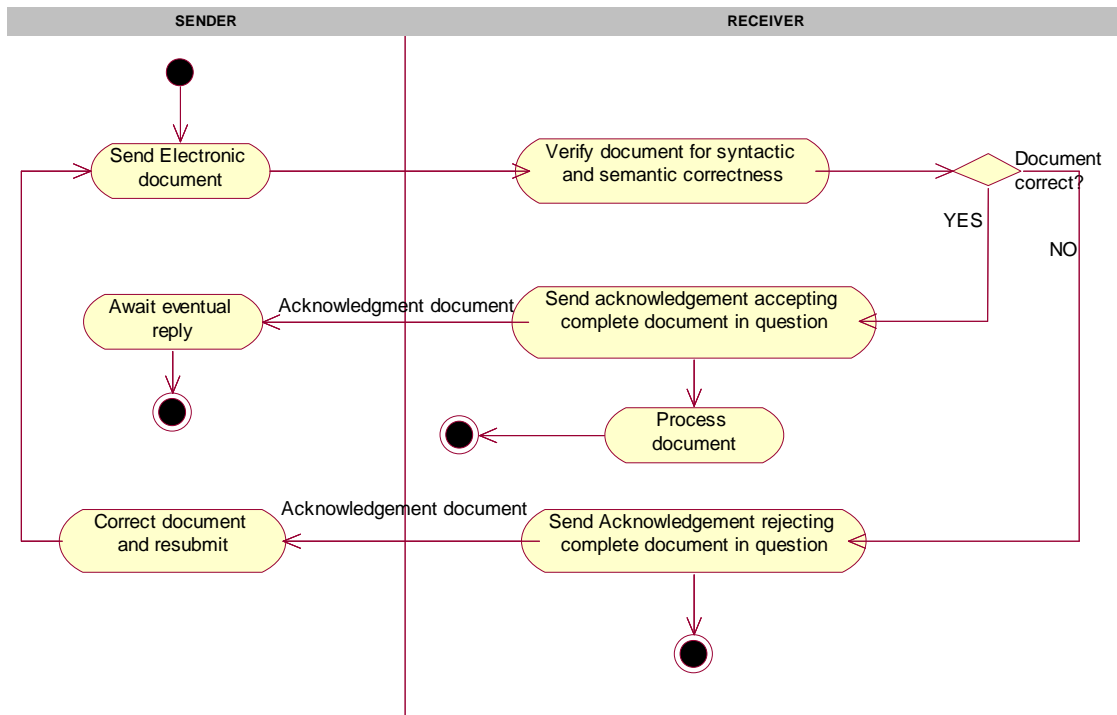 SENDER
RECEIVER
Send Electronic
document
Verify document for syntactic
and semantic correctness
Document
correct?
YES
NO
Await eventual
reply
Acknowledgment document
Send acknowledgement accepting
complete document in question
Process
document
Correct document
and resubmit
Acknowledgement document
Send Acknowledgement rejecting
complete document in question